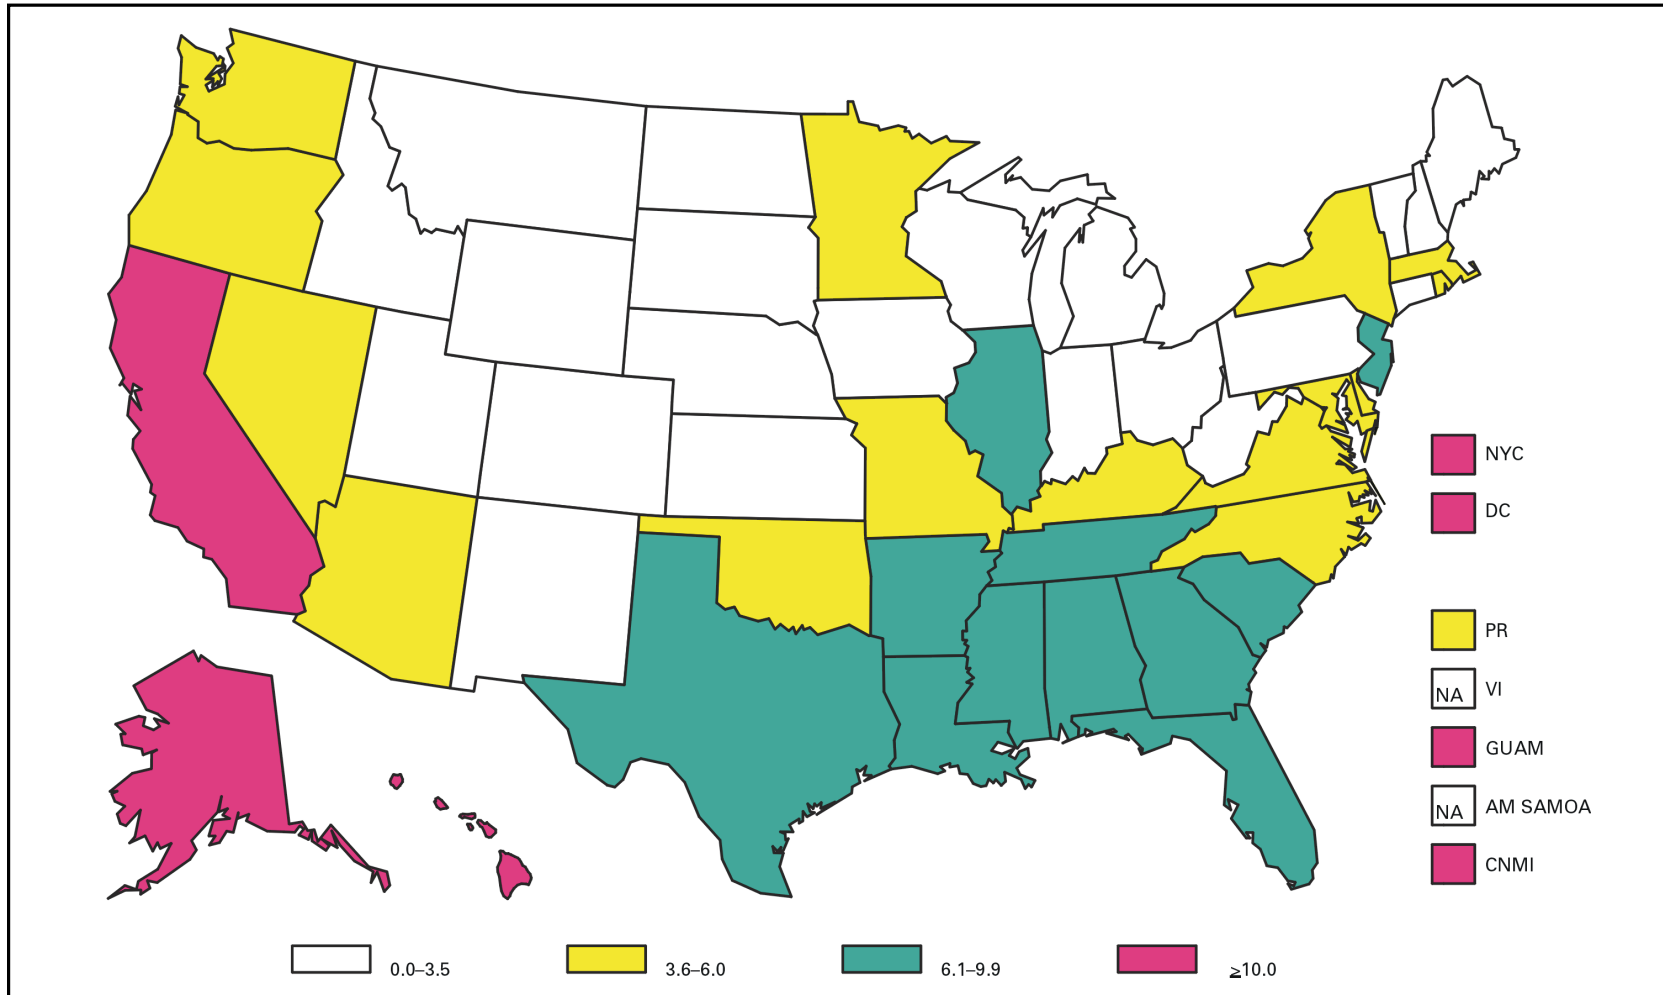 NYC
DC
PR
NA VI
GUAM
NA AM SAMOA
CNMI
0.0–3.5 3.6–6.0 6.1–9.9 ≥10.0